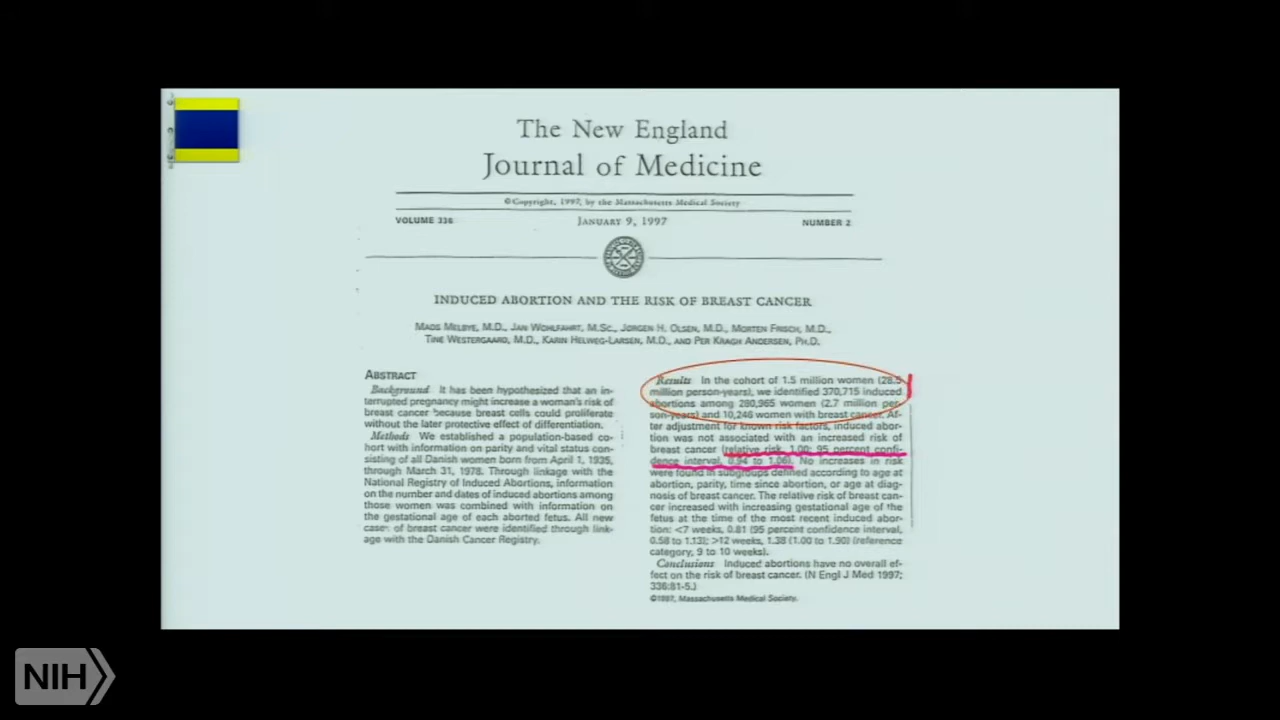 The New England
Journal of Medicine
©Copyright, 1997, by the Massachusetts Medical Society
VOLUME 336
JANUARY 9, 1997
NUMBER 2
INDUCED ABORTION AND THE RISK OF BREAST CANCER
MADS MELBYE, M.D., JAN WOHLFAHRT, M.SC., JØRGEN H. OLSEN, M.D., MORTEN FRISCH, M.D.,
TINE WESTERGAARD, M.D., KARIN HELWEG-LARSEN, M.D., AND PER KRAGH ANDERSEN, PH.D.
ABSTRACT
Background It has been hypothesized that an in-
terrupted pregnancy might increase a woman's risk of
breast cancer because breast cells could proliferate
without the later protective effect of differentiation.
Methods We established a population-based co-
hort with information on parity and vital status con-
sisting of all Danish women born from April 1, 1935,
through March 31, 1978. Through linkage with the
National Registry of Induced Abortions, information
on the number and dates of induced abortions among
those women was combined with information on
the gestational age of each aborted fetus. All new
cases of breast cancer were identified through link-
age with the Danish Cancer Registry.
Results In the cohort of 1.5 million women (28.5
million person-years), we identified 370,715 induced
abortions among 280,965 women (2.7 million per-
son-years) and 10,246 women with breast cancer. Af-
ter adjustment for known risk factors, induced abor-
tion was not associated with an increased risk of
breast cancer (relative risk, 1.00; 95 percent confi-
dence interval, 0.94 to 1.06). No increases in risk
were found in subgroups defined according to age at
abortion, parity, time since abortion, or age at diag-
nosis of breast cancer. The relative risk of breast can-
cer increased with increasing gestational age of the
fetus at the time of the most recent induced abor-
tion: <7 weeks, 0.81 (95 percent confidence interval,
0.58 to 1.13); >12 weeks, 1.38 (1.00 to 1.90) (reference
category, 9 to 10 weeks).
Conclusions Induced abortions have no overall ef-
fect on the risk of breast cancer. (N Engl J Med 1997;
336:81-5.)
©1997, Massachusetts Medical Society.
NIH